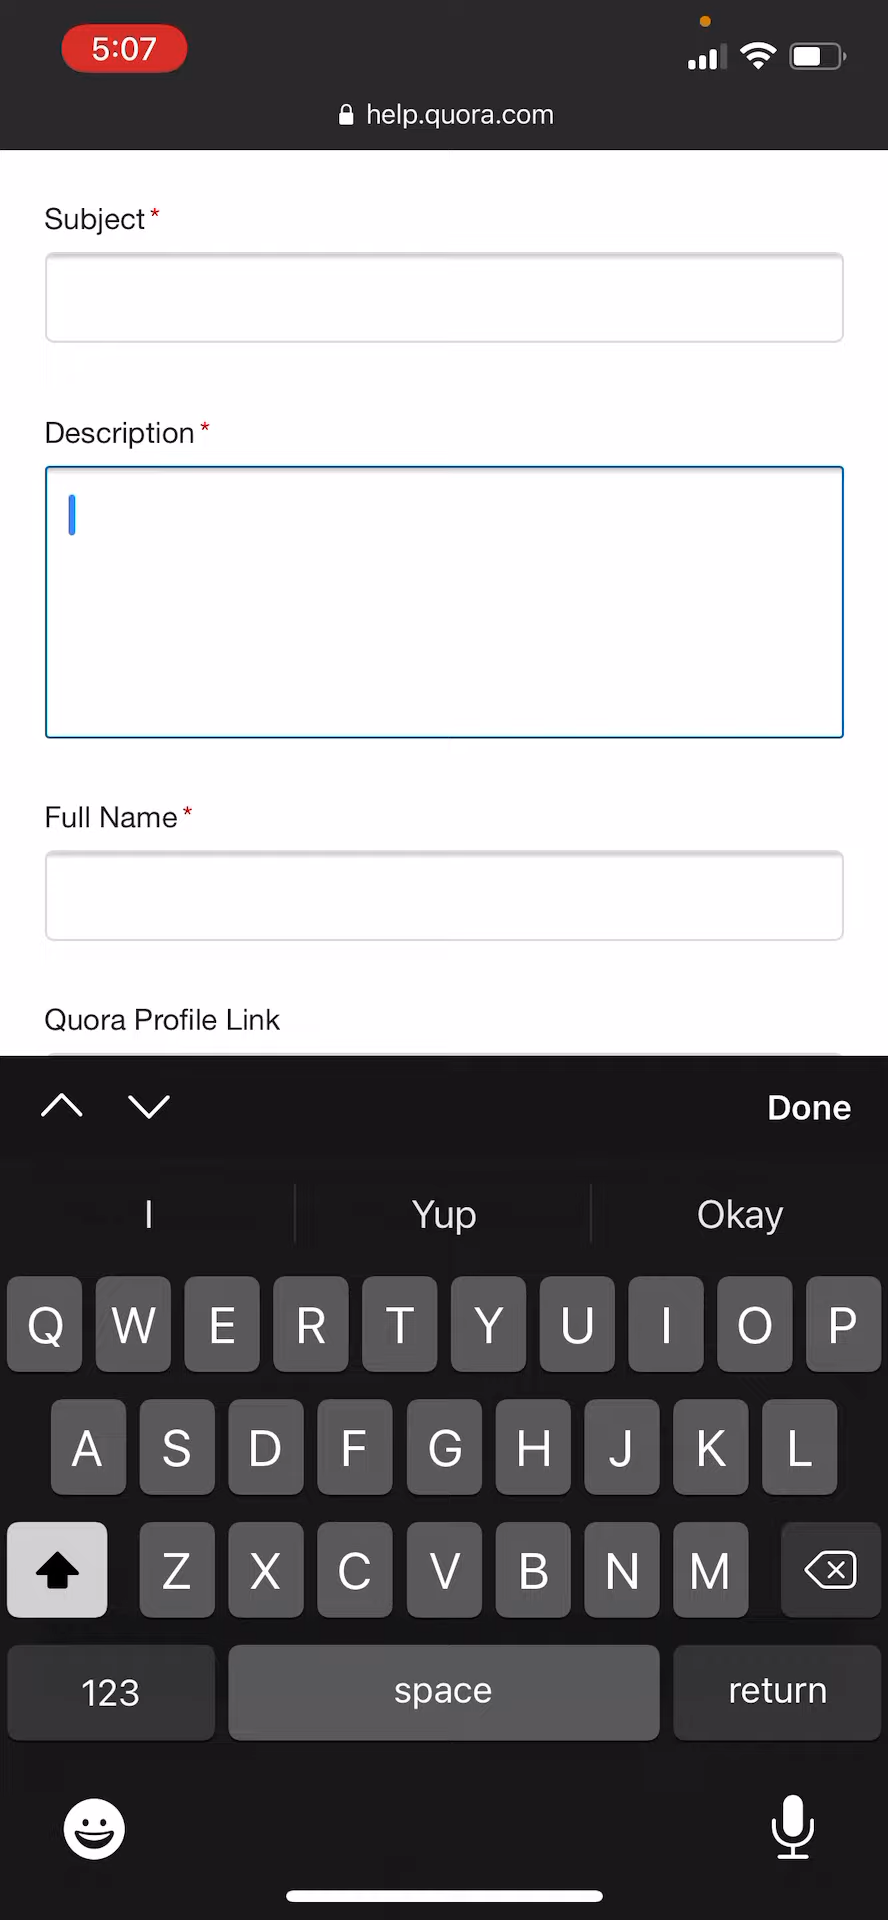 5:07
help.quora.com
Subject*
Description*
Full Name*
Quora Profile Link
Done
I Yup Okay
Q W E R T Y U I O P
A S D F G H J K L
Z X C V B N M
123 space return